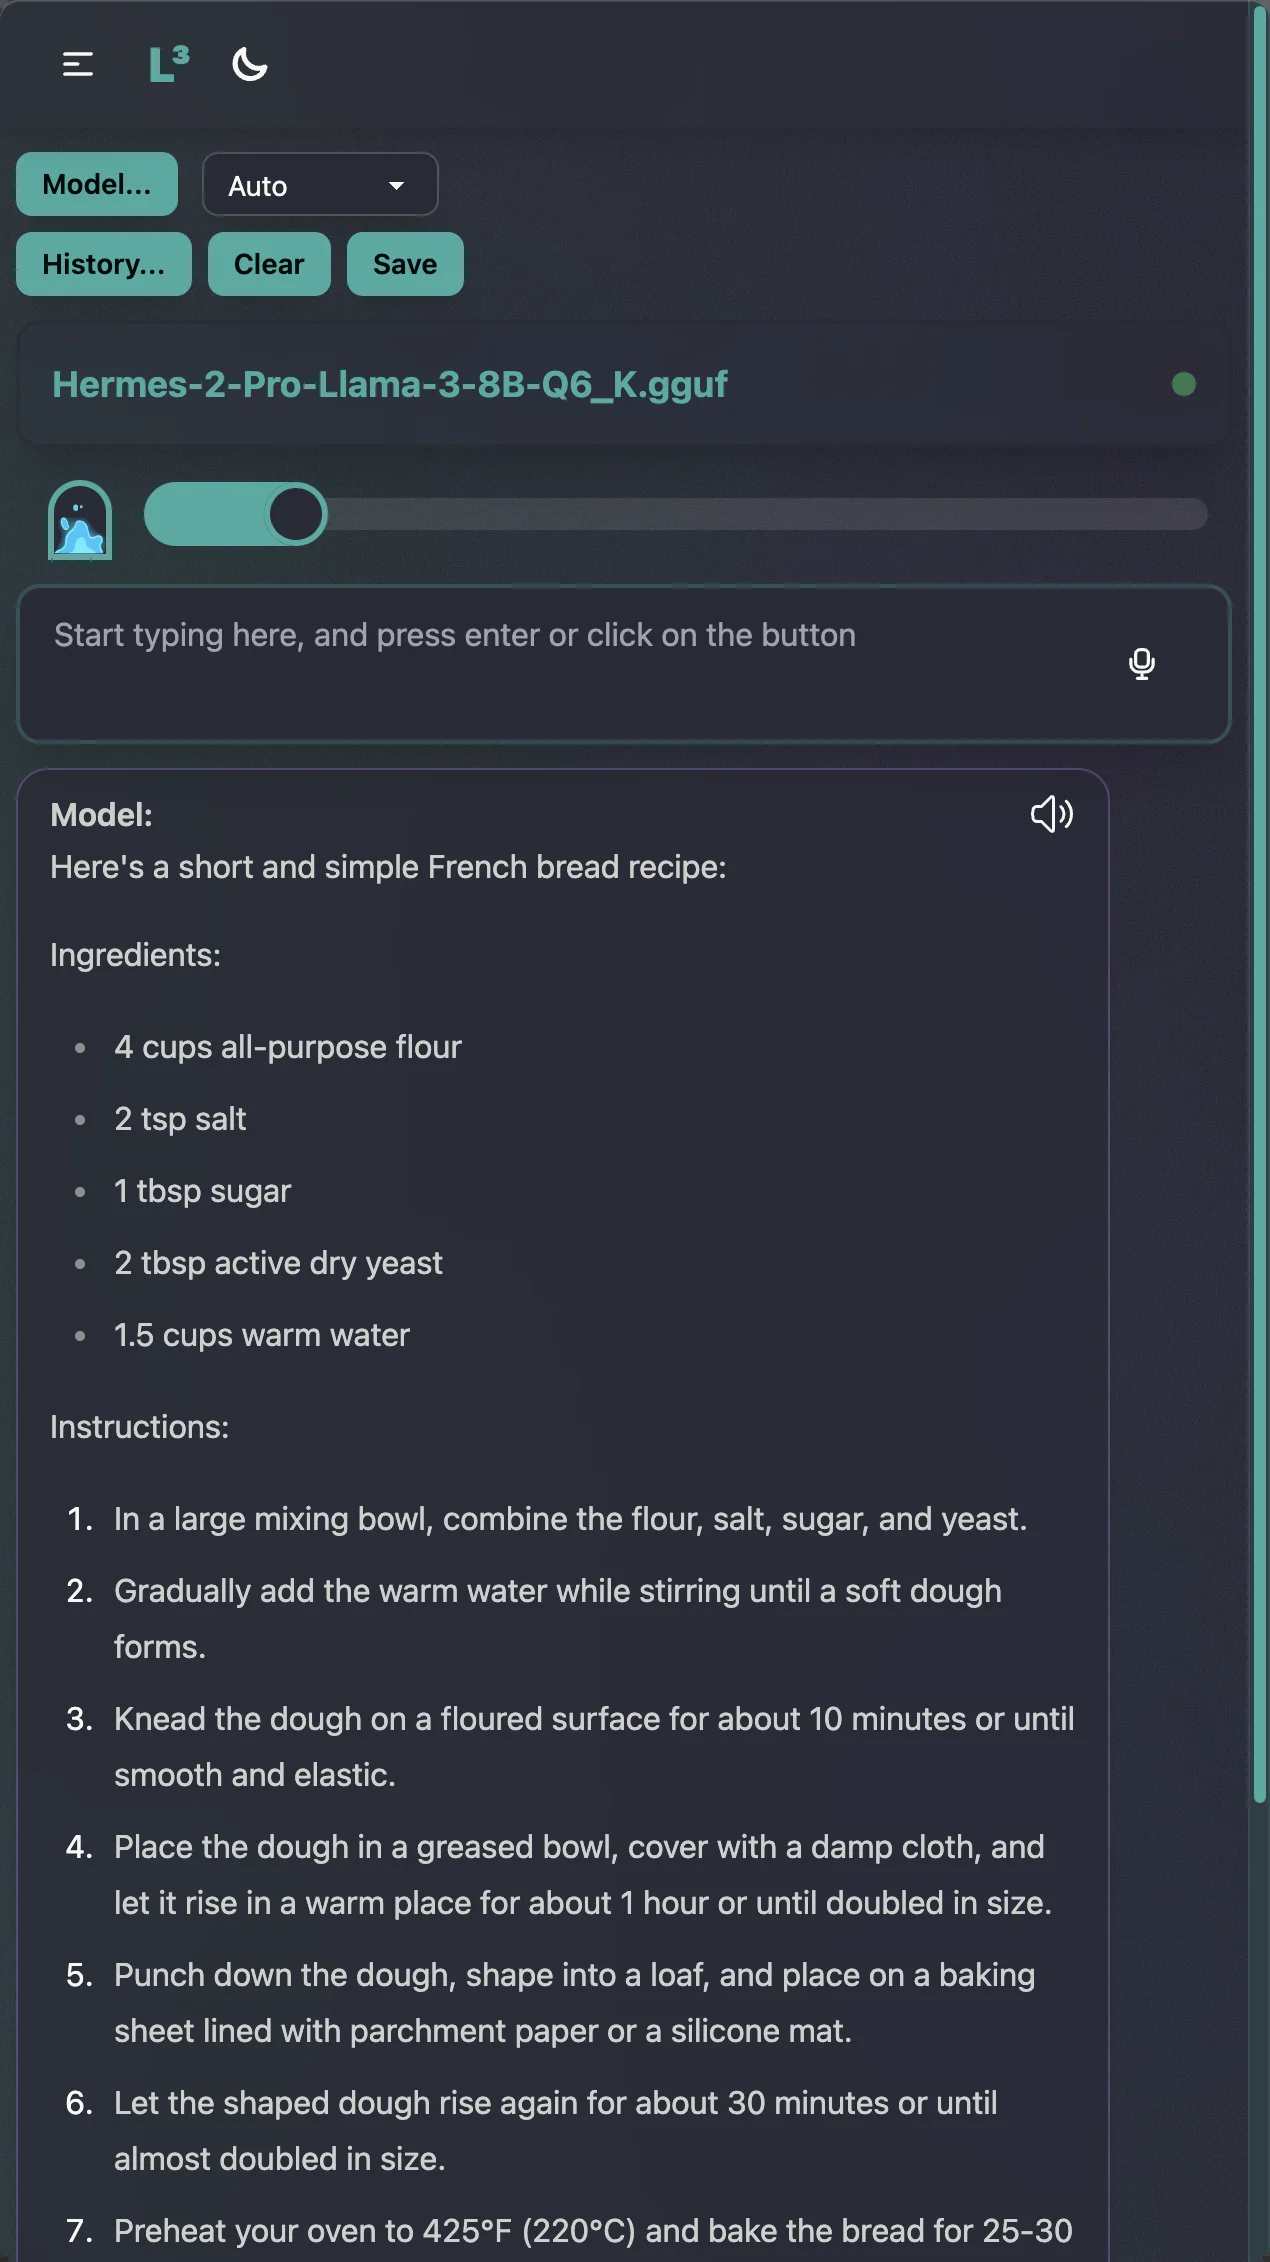 L³
Model...
Auto
History...
Clear
Save
Hermes-2-Pro-Llama-3-8B-Q6_K.gguf
Start typing here, and press enter or click on the button
Model:
Here's a short and simple French bread recipe:
Ingredients:
4 cups all-purpose flour
2 tsp salt
1 tbsp sugar
2 tbsp active dry yeast
1.5 cups warm water
Instructions:
1. In a large mixing bowl, combine the flour, salt, sugar, and yeast.
2. Gradually add the warm water while stirring until a soft dough
forms.
3. Knead the dough on a floured surface for about 10 minutes or until
smooth and elastic.
4. Place the dough in a greased bowl, cover with a damp cloth, and
let it rise in a warm place for about 1 hour or until doubled in size.
5. Punch down the dough, shape into a loaf, and place on a baking
sheet lined with parchment paper or a silicone mat.
6. Let the shaped dough rise again for about 30 minutes or until
almost doubled in size.
7. Preheat your oven to 425°F (220°C) and bake the bread for 25-30